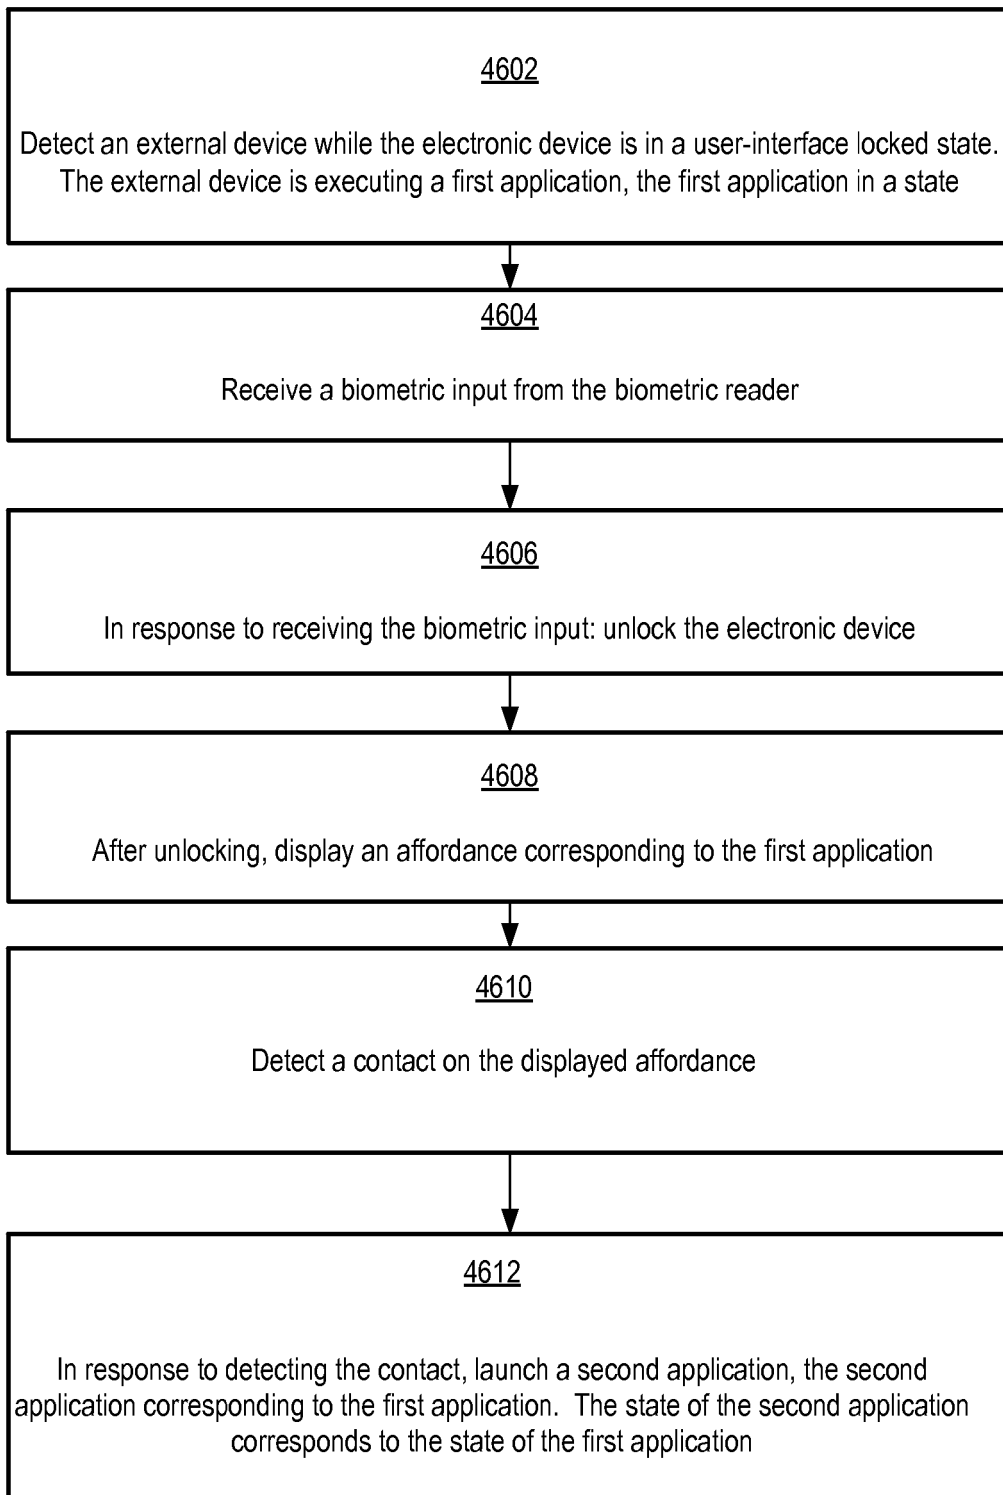 4602
Detect an external device while the electronic device is in a user-interface locked state.
The external device is executing a first application, the first application in a state
4604
Receive a biometric input from the biometric reader
4606
In response to receiving the biometric input: unlock the electronic device
4608
After unlocking, display an affordance corresponding to the first application
4610
Detect a contact on the displayed affordance
4612
In response to detecting the contact, launch a second application, the second
application corresponding to the first application. The state of the second application
corresponds to the state of the first application